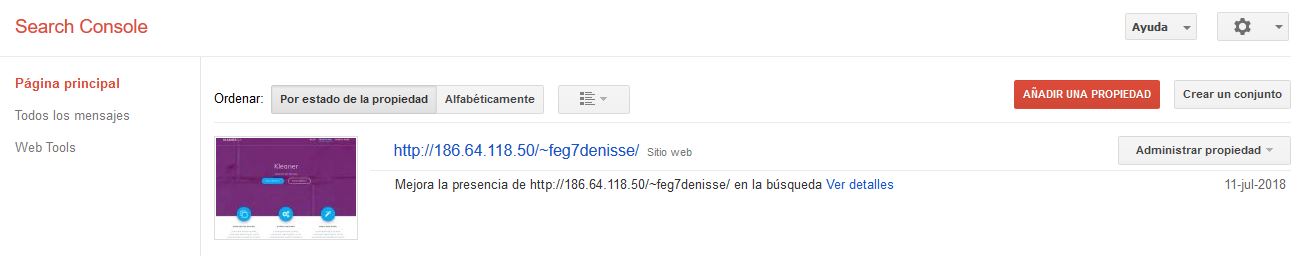 Search Console
Ayuda
Página principal
Todos los mensajes
Web Tools
Ordenar: Por estado de la propiedad Alfabéticamente
AÑADIR UNA PROPIEDAD Crear un conjunto
http://186.64.118.50/~feg7denisse/ Sitio web
Administrar propiedad
Mejora la presencia de http://186.64.118.50/~feg7denisse/ en la búsqueda Ver detalles
11-jul-2018
Kleaner